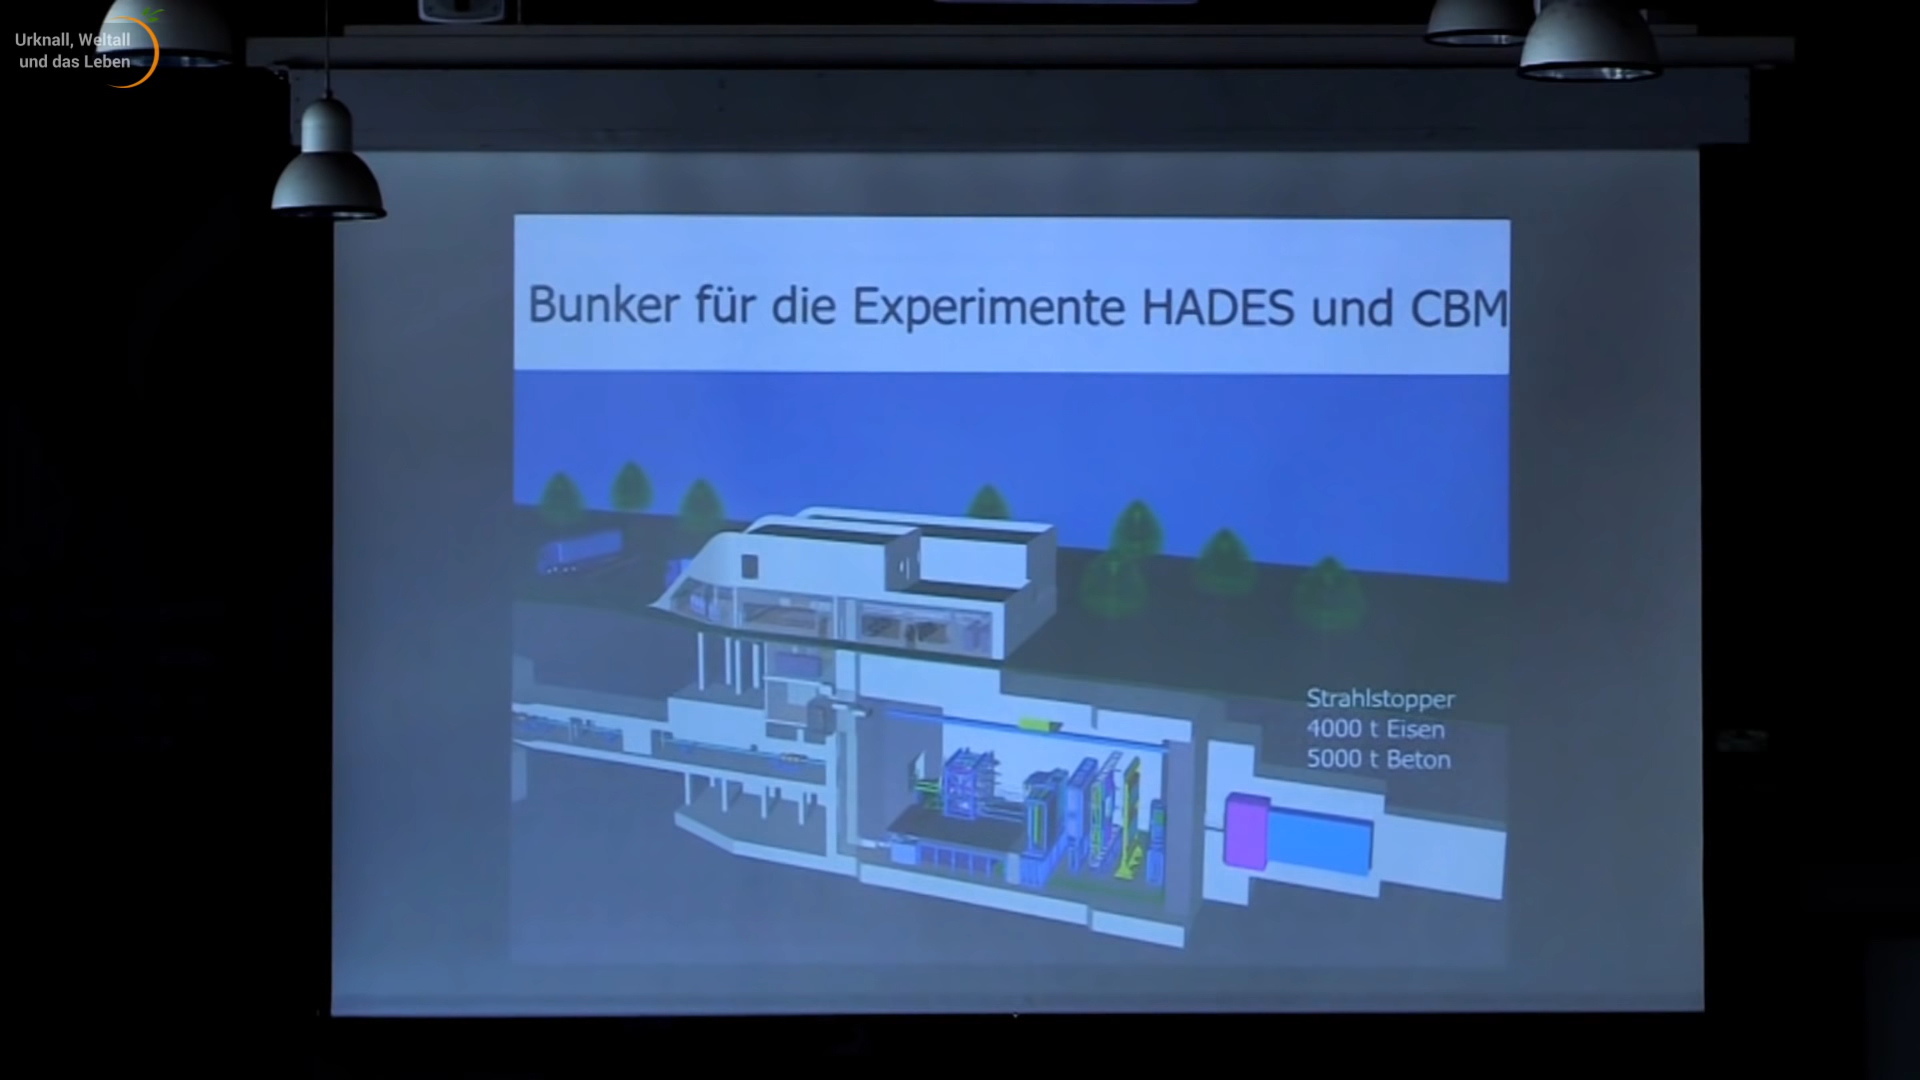 Urknall, Weltall
und das Leben
Bunker für die Experimente HADES und CBM
Strahlstopper
4000 t Eisen
5000 t Beton